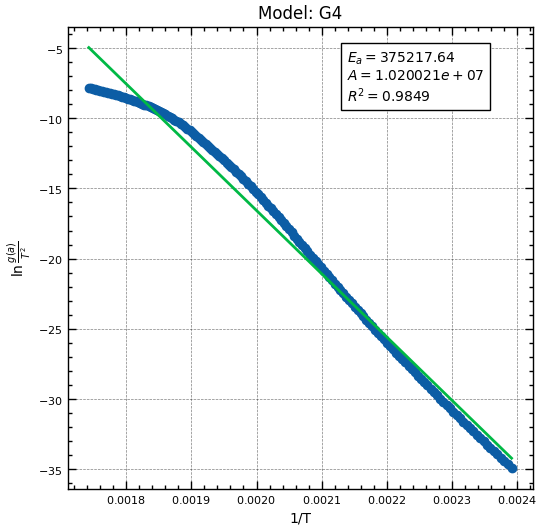 Model: G4
E_a = 375217.64
A = 1.020021e + 07
R^2 = 0.9849
−5
−10
−15
−20
−25
−30
−35
ln g(a)/T^2
0.0018 0.0019 0.0020 0.0021 0.0022 0.0023 0.0024
1/T